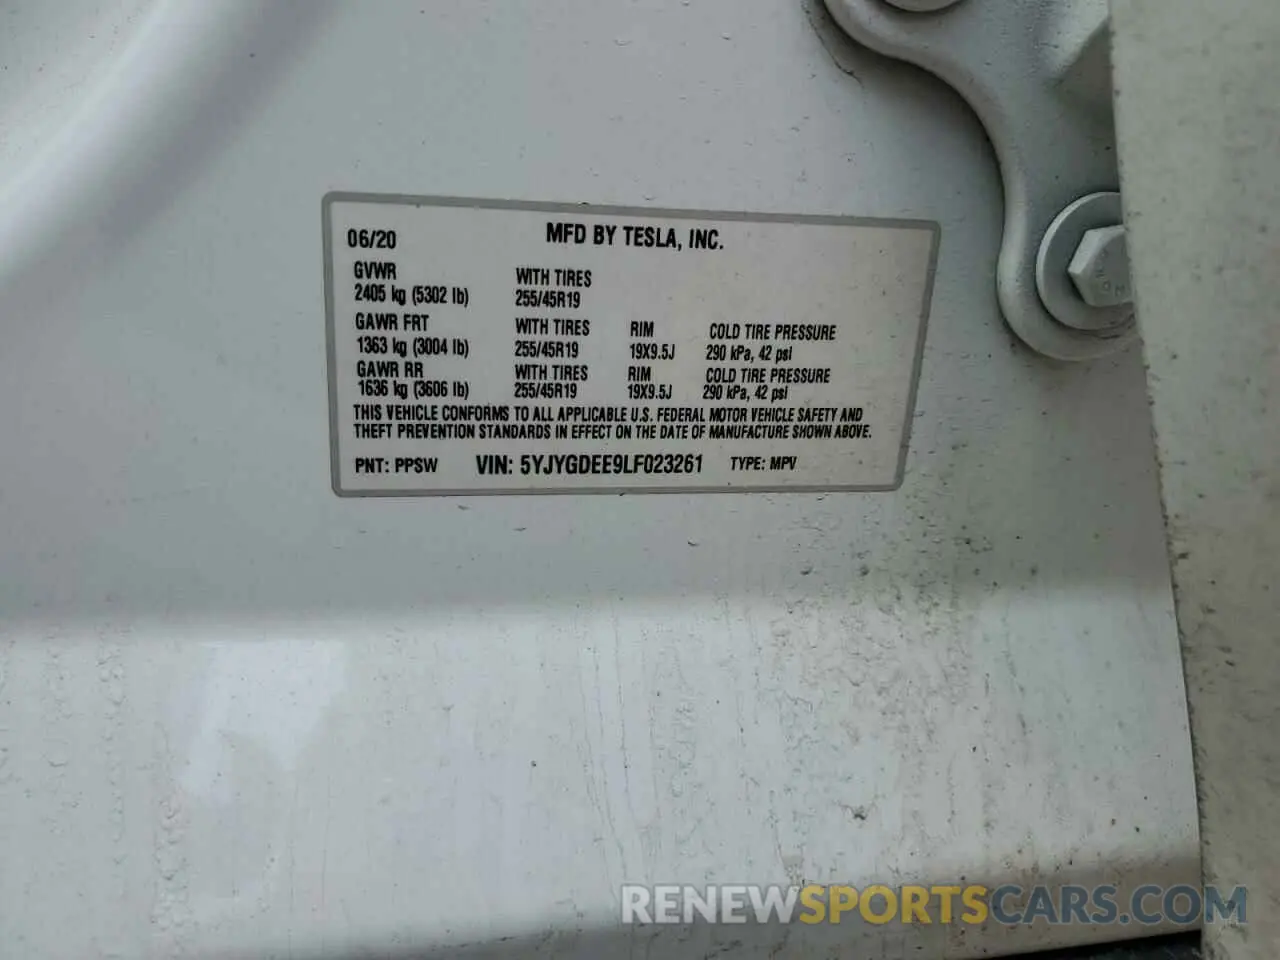 06/20 MFD BY TESLA, INC.
GVWR WITH TIRES
2405 kg (5302 lb) 255/45R19
GAWR FRT WITH TIRES RIM COLD TIRE PRESSURE
1363 kg (3004 lb) 255/45R19 19X9.5J 290 kPa, 42 psi
GAWR RR WITH TIRES RIM COLD TIRE PRESSURE
1636 kg (3606 lb) 255/45R19 19X9.5J 290 kPa, 42 psi
THIS VEHICLE CONFORMS TO ALL APPLICABLE U.S. FEDERAL MOTOR VEHICLE SAFETY AND
THEFT PREVENTION STANDARDS IN EFFECT ON THE DATE OF MANUFACTURE SHOWN ABOVE.
PNT: PPSW VIN: 5YJYGDEE9LF023261 TYPE: MPV
RENEWSPORTSCARS.COM